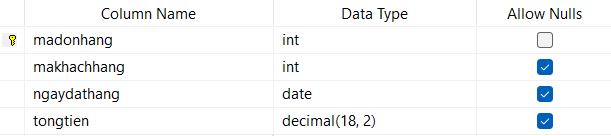 Column Name Data Type Allow Nulls
madonhang int
makhachhang int
ngaydathang date
tongtien decimal(18, 2)